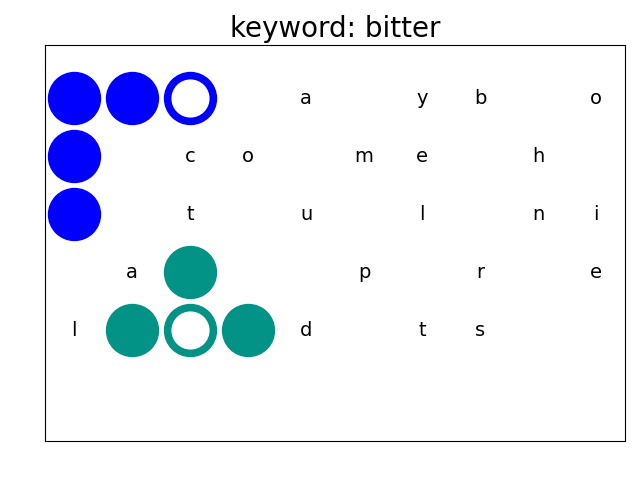 keyword: bitter
a y b o
c o m e h
t u l n i
a p r e
l d t s